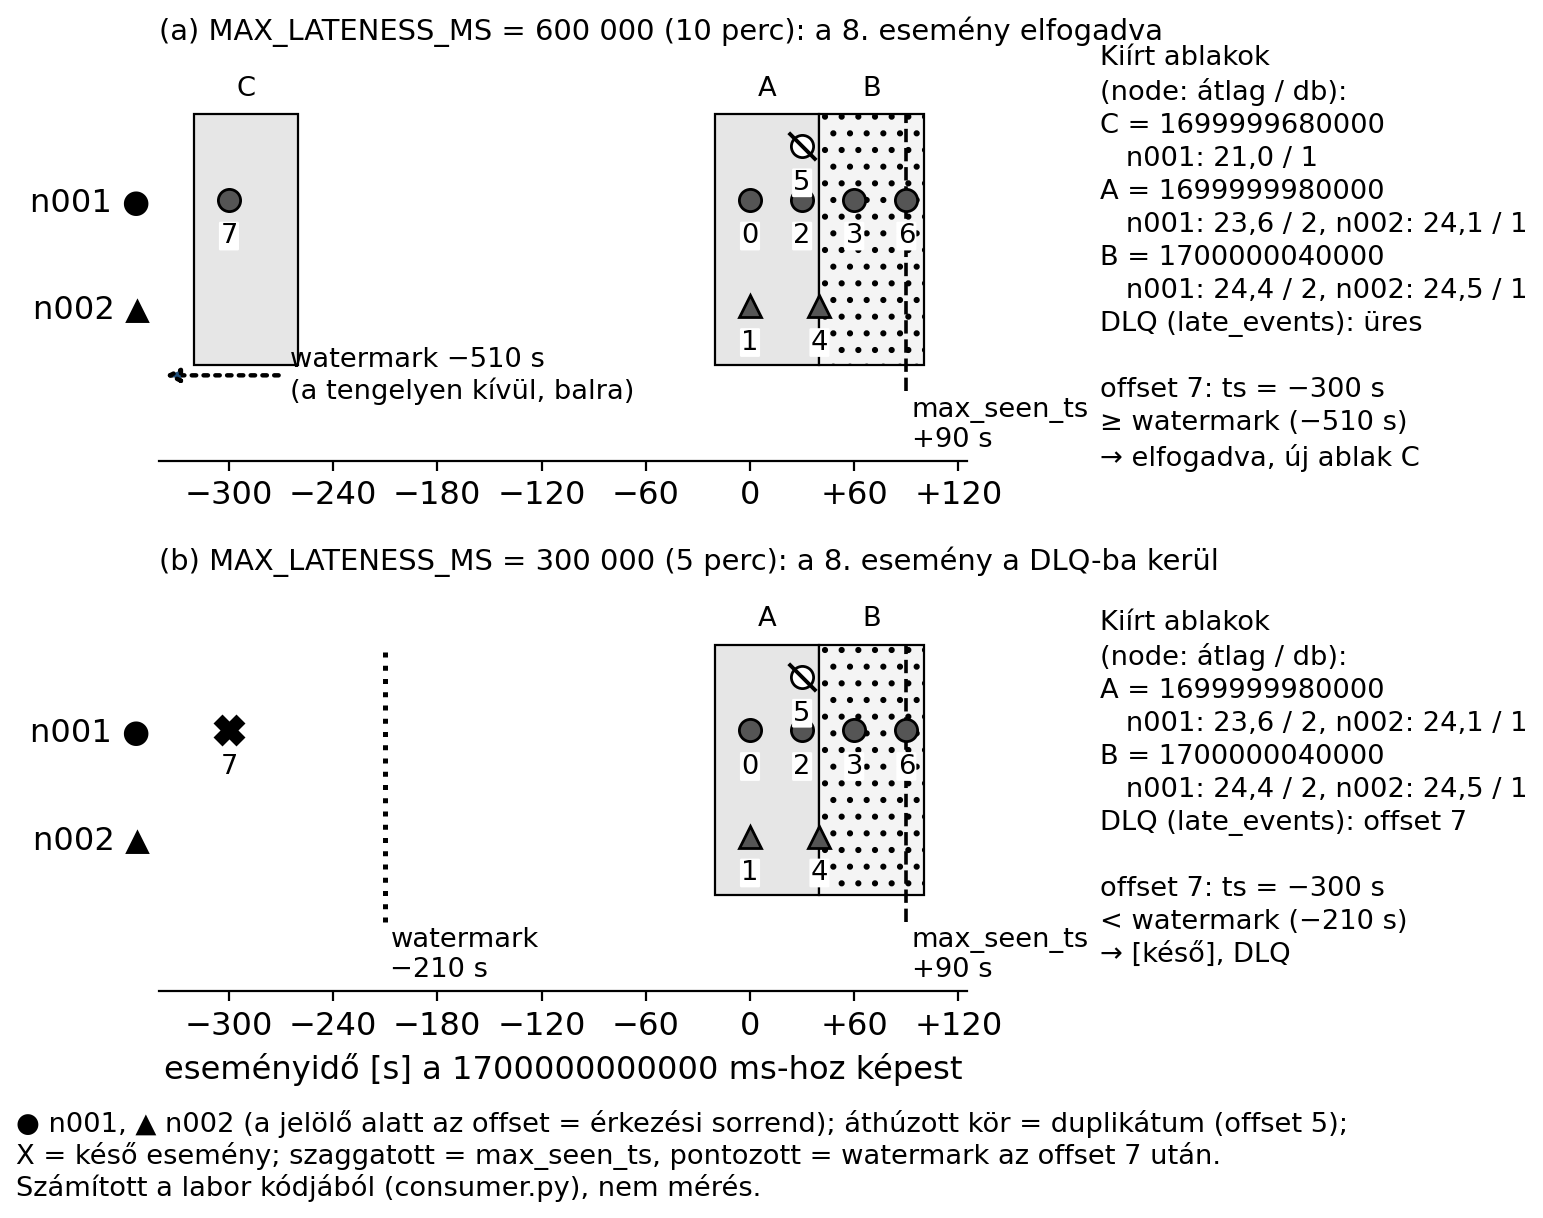 (a) MAX_LATENESS_MS = 600 000 (10 perc): a 8. esemény elfogadva
C
A
B
n001 ●
n002 ▲
5
7
0
2
3
6
1
4
watermark −510 s
(a tengelyen kívül, balra)
max_seen_ts
+90 s
−300 −240 −180 −120 −60 0 +60 +120
Kiírt ablakok
(node: átlag / db):
C = 1699999680000
n001: 21,0 / 1
A = 1699999980000
n001: 23,6 / 2, n002: 24,1 / 1
B = 1700000040000
n001: 24,4 / 2, n002: 24,5 / 1
DLQ (late_events): üres
offset 7: ts = −300 s
≥ watermark (−510 s)
→ elfogadva, új ablak C
(b) MAX_LATENESS_MS = 300 000 (5 perc): a 8. esemény a DLQ-ba kerül
A
B
n001 ●
n002 ▲
5
7
0
2
3
6
1
4
watermark
−210 s
max_seen_ts
+90 s
−300 −240 −180 −120 −60 0 +60 +120
eseményidő [s] a 1700000000000 ms-hoz képest
Kiírt ablakok
(node: átlag / db):
A = 1699999980000
n001: 23,6 / 2, n002: 24,1 / 1
B = 1700000040000
n001: 24,4 / 2, n002: 24,5 / 1
DLQ (late_events): offset 7
offset 7: ts = −300 s
< watermark (−210 s)
→ [késő], DLQ
● n001, ▲ n002 (a jelölő alatt az offset = érkezési sorrend); áthúzott kör = duplikátum (offset 5);
X = késő esemény; szaggatott = max_seen_ts, pontozott = watermark az offset 7 után.
Számított a labor kódjából (consumer.py), nem mérés.